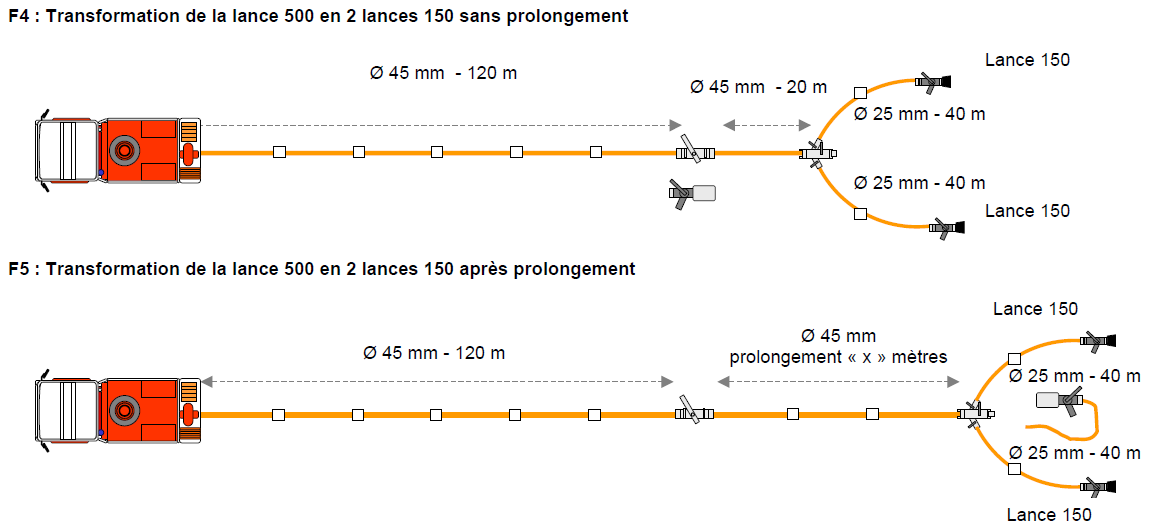 F4 : Transformation de la lance 500 en 2 lances 150 sans prolongement
Lance 150
Ø 45 mm - 120 m
Ø 45 mm - 20 m
Ø 25 mm - 40 m
Ø 25 mm - 40 m
Lance 150
F5 : Transformation de la lance 500 en 2 lances 150 après prolongement
Lance 150
Ø 45 mm
prolongement « x » mètres
Ø 45 mm - 120 m
Ø 25 mm - 40 m
Ø 25 mm - 40 m
Lance 150